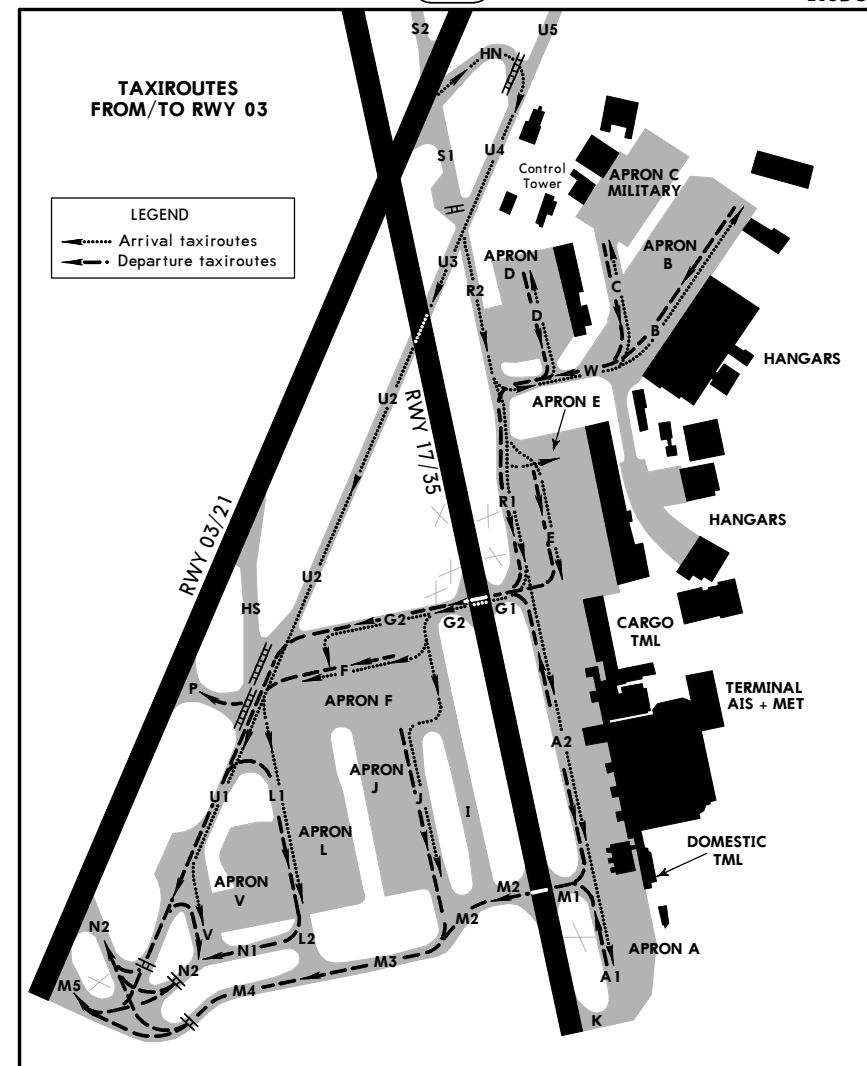 S2
U5
HN
TAXIROUTES
FROM/TO RWY 03
S1
U4
Control
Tower
APRON C
MILITARY
LEGEND
Arrival taxiroutes
Departure taxiroutes
U3
APRON
D
APRON
B
R2
C
D
B
W
HANGARS
U2
RWY 17/35
APRON E
RWY 03/21
R1
E
HANGARS
U2
HS
G2
G2
G1
CARGO
TML
P
F
APRON F
TERMINAL
AIS + MET
A2
APRON
J
U1
L1
J
I
APRON
L
DOMESTIC
TML
APRON
V
M2
M1
N2
V
N1
L2
M2
APRON A
N2
M3
A1
M5
M4
K